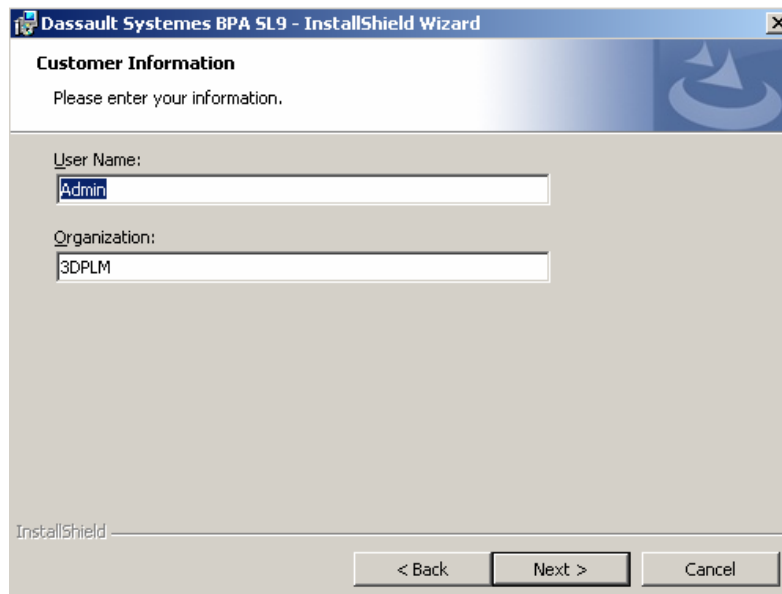 Dassault Systemes BPA SL9 - InstallShield Wizard
Customer Information
Please enter your information.
User Name:
Admin
Organization:
3DPLM
InstallShield
< Back Next > Cancel